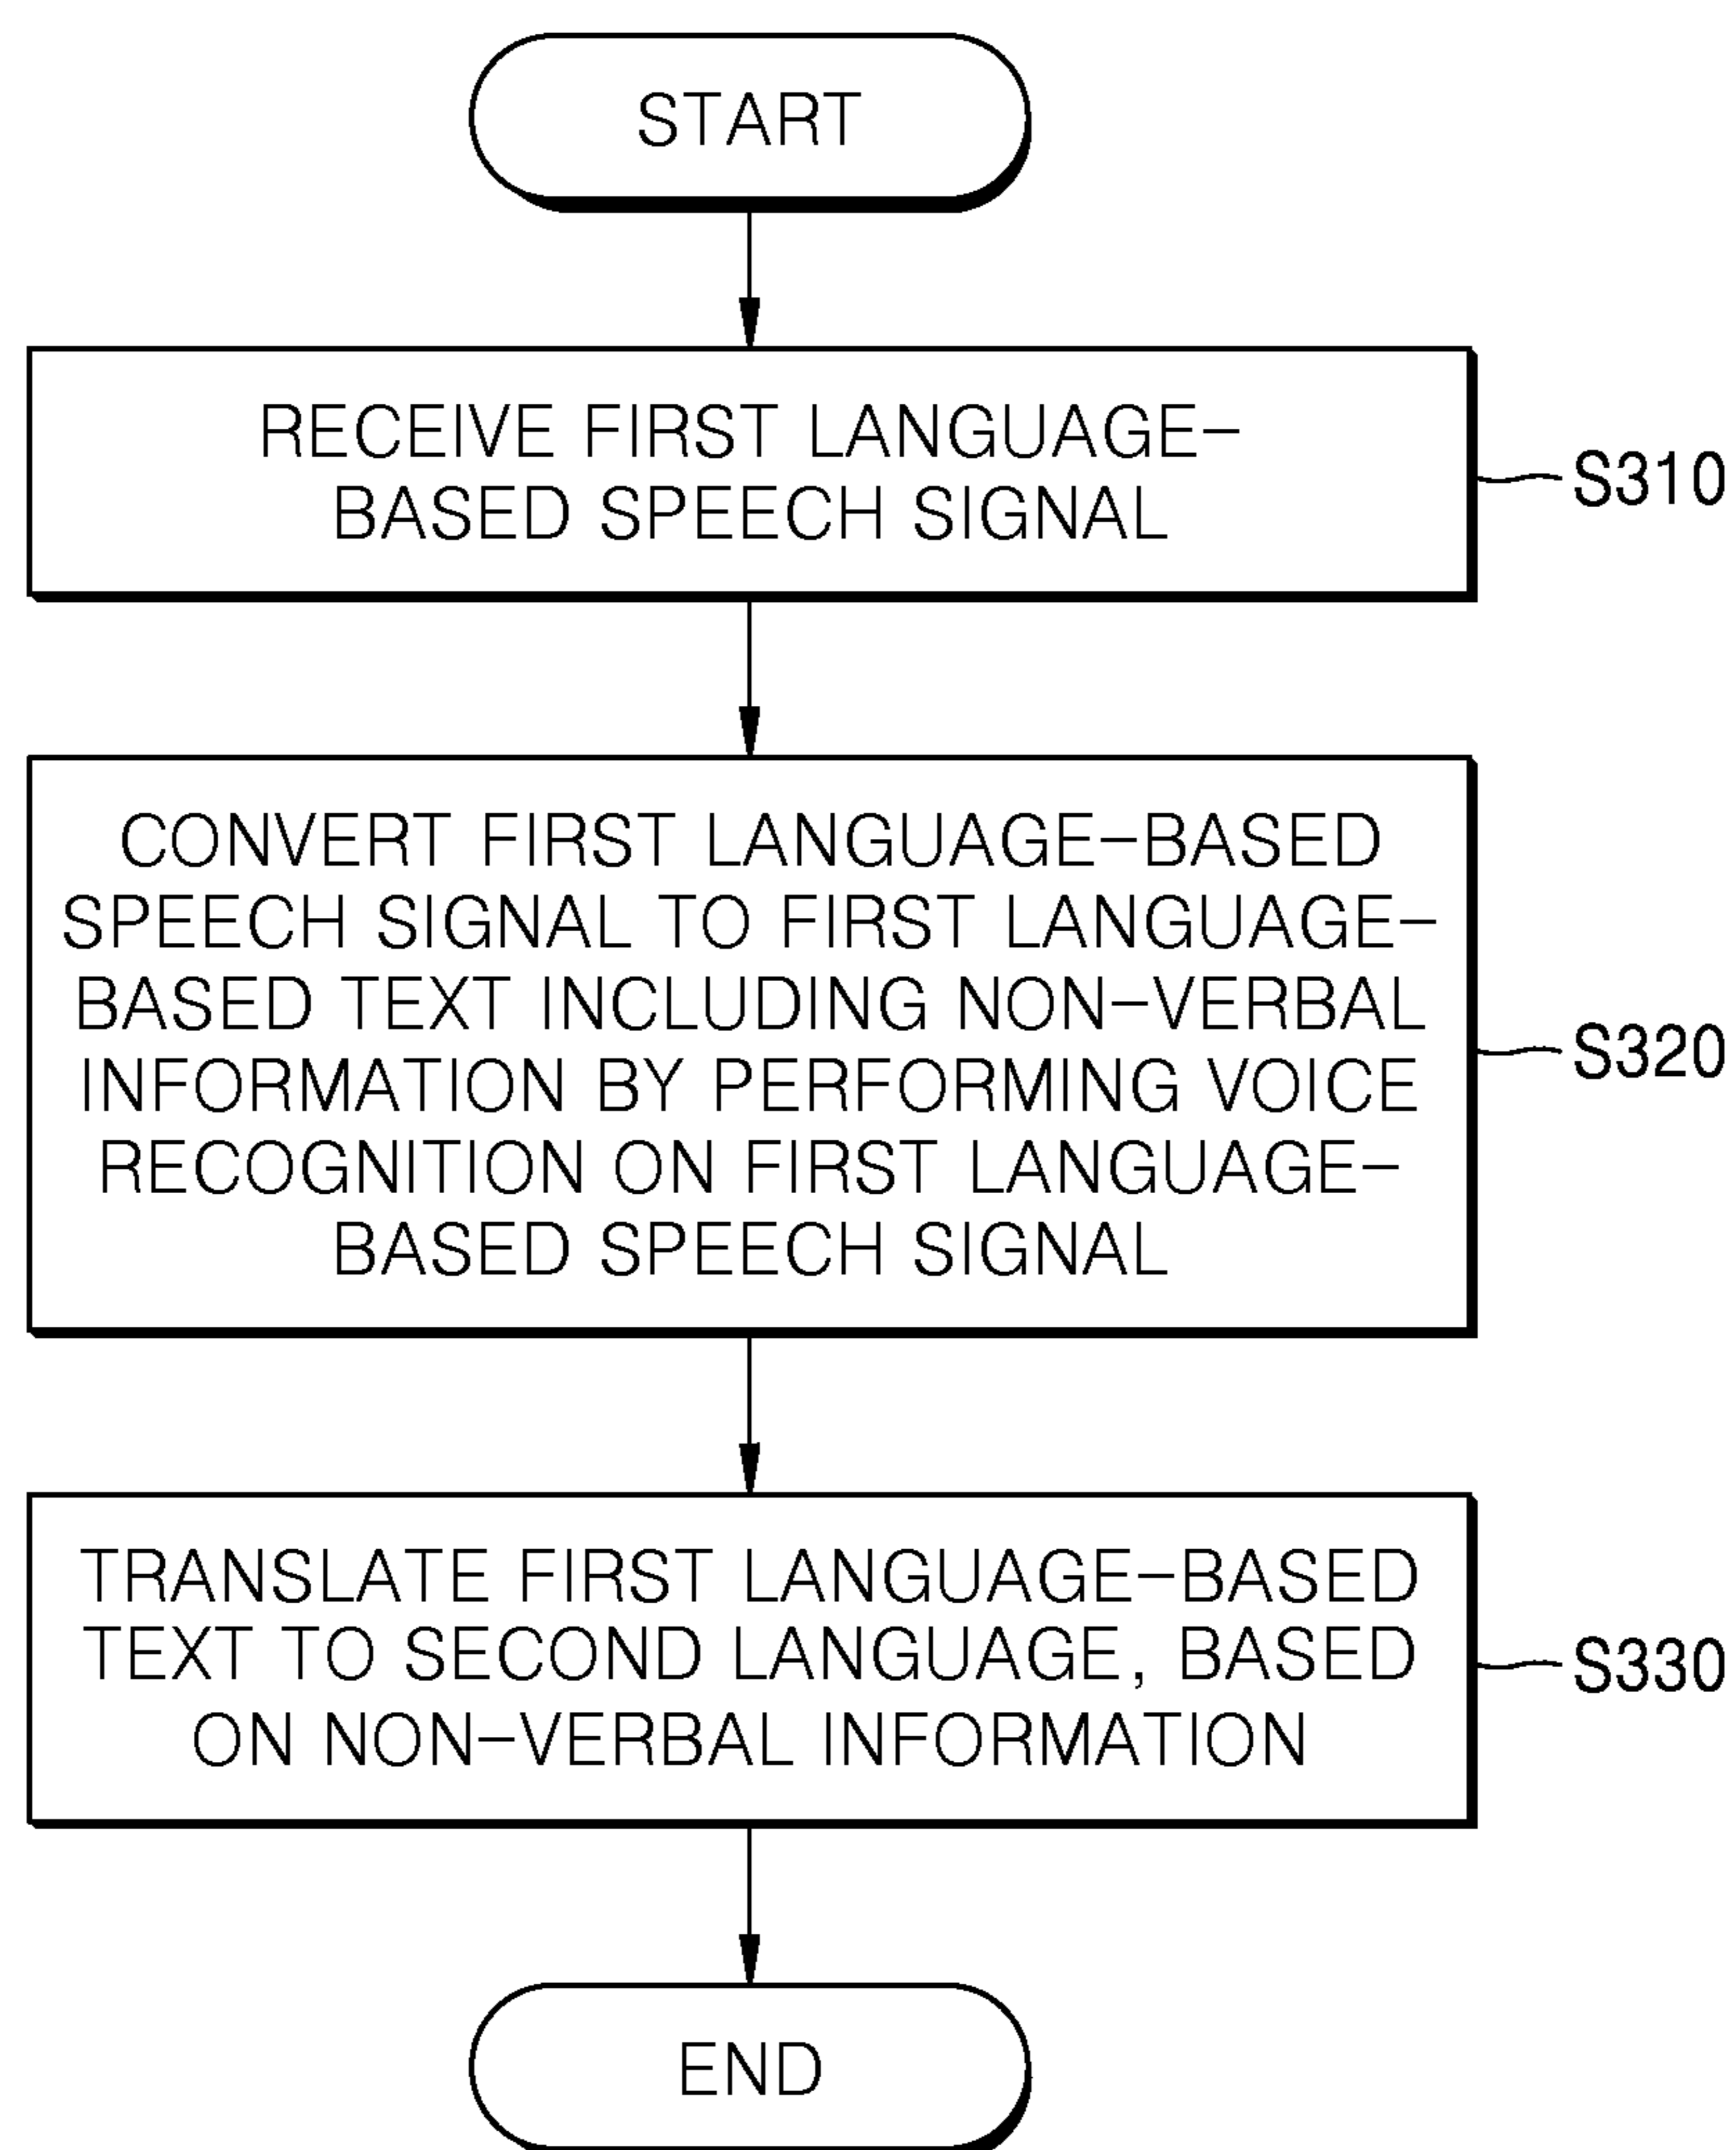 START
RECEIVE FIRST LANGUAGE-
BASED SPEECH SIGNAL
S310
CONVERT FIRST LANGUAGE-BASED
SPEECH SIGNAL TO FIRST LANGUAGE-
BASED TEXT INCLUDING NON-VERBAL
INFORMATION BY PERFORMING VOICE
RECOGNITION ON FIRST LANGUAGE-
BASED SPEECH SIGNAL
S320
TRANSLATE FIRST LANGUAGE-BASED
TEXT TO SECOND LANGUAGE, BASED
ON NON-VERBAL INFORMATION
S330
END